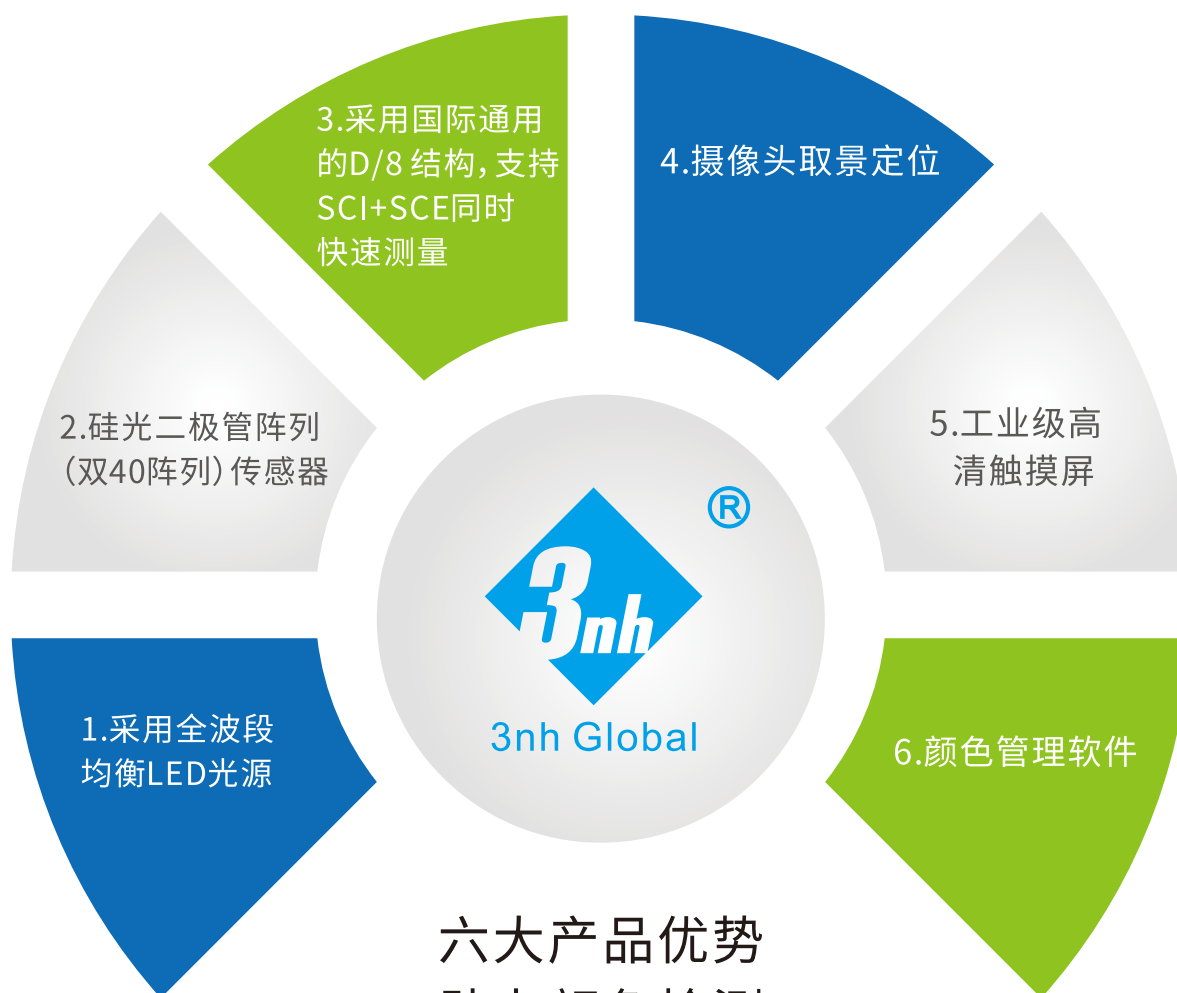 1.采用全波段
均衡LED光源
2.硅光二极管阵列
（双40阵列）传感器
3.采用国际通用
的D/8 结构，支持
SCI+SCE同时
快速测量
4.摄像头取景定位
5.工业级高
清触摸屏
6.颜色管理软件
3nh
®
3nh Global
六大产品优势